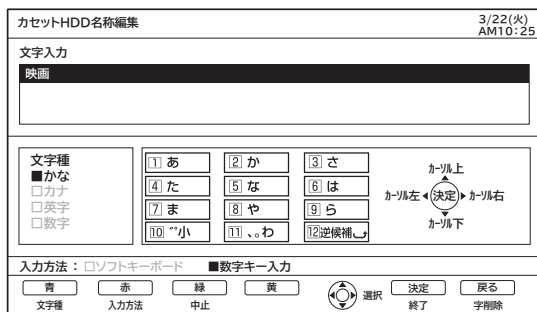 カセットHDD名称編集
3/22(火)
AM10:25
文字入力
映画
文字種
■かな
□カナ
□英字
□数字
1 あ
2 か
3 さ
4 た
5 な
6 は
7 ま
8 や
9 ら
10 ゛゜小
11 、。わ
12逆候補
カーソル上
カーソル左
決定
カーソル右
カーソル下
入力方法：□ソフトキーボード ■数字キー入力
青 赤 緑 黄 選択 決定 戻る
文字種 入力方法 中止 終了 字削除